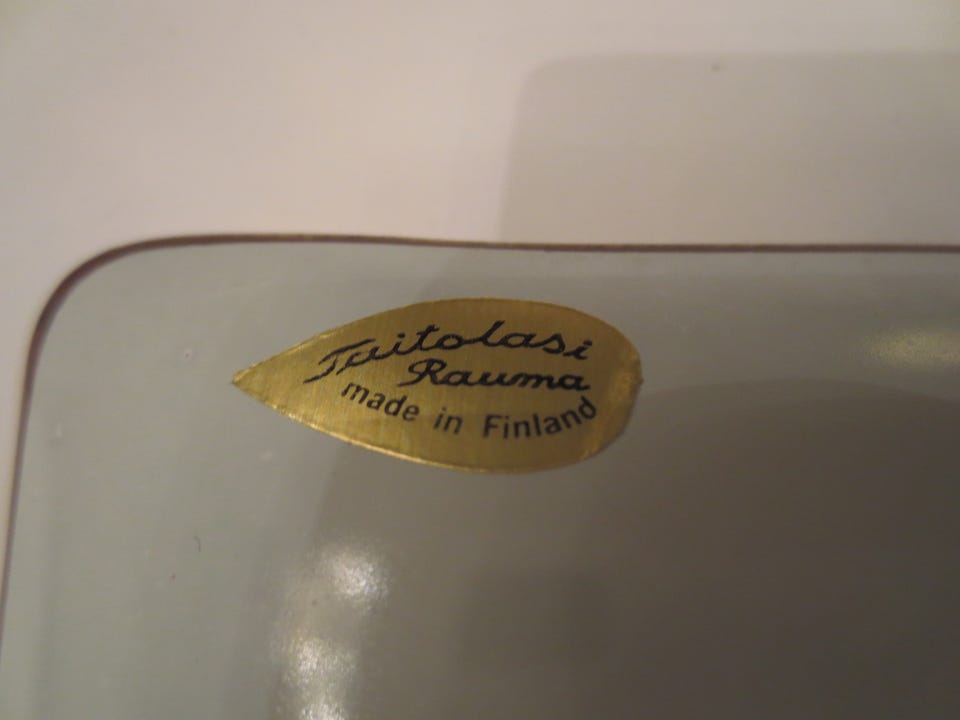 Taitolasi
Rauma
made in Finland